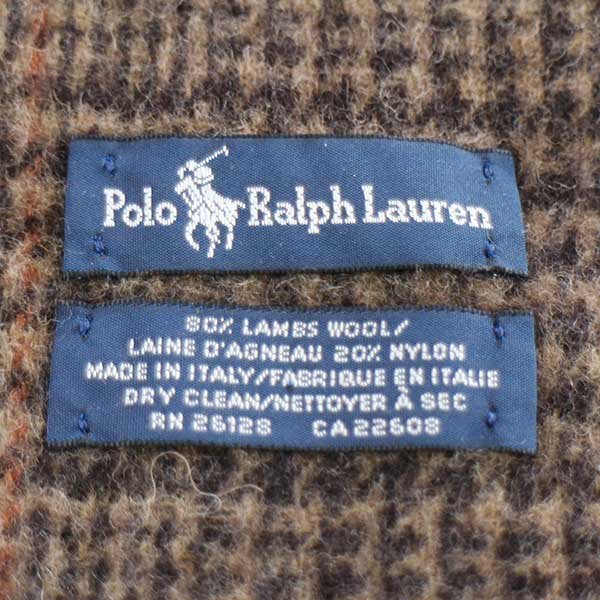 Polo Ralph Lauren
80% LAMBS WOOL/
LAINE D'AGNEAU 20% NYLON
MADE IN ITALY/FABRIQUE EN ITALIE
DRY CLEAN/NETTOYER À SEC
RN 26128 CA 22608